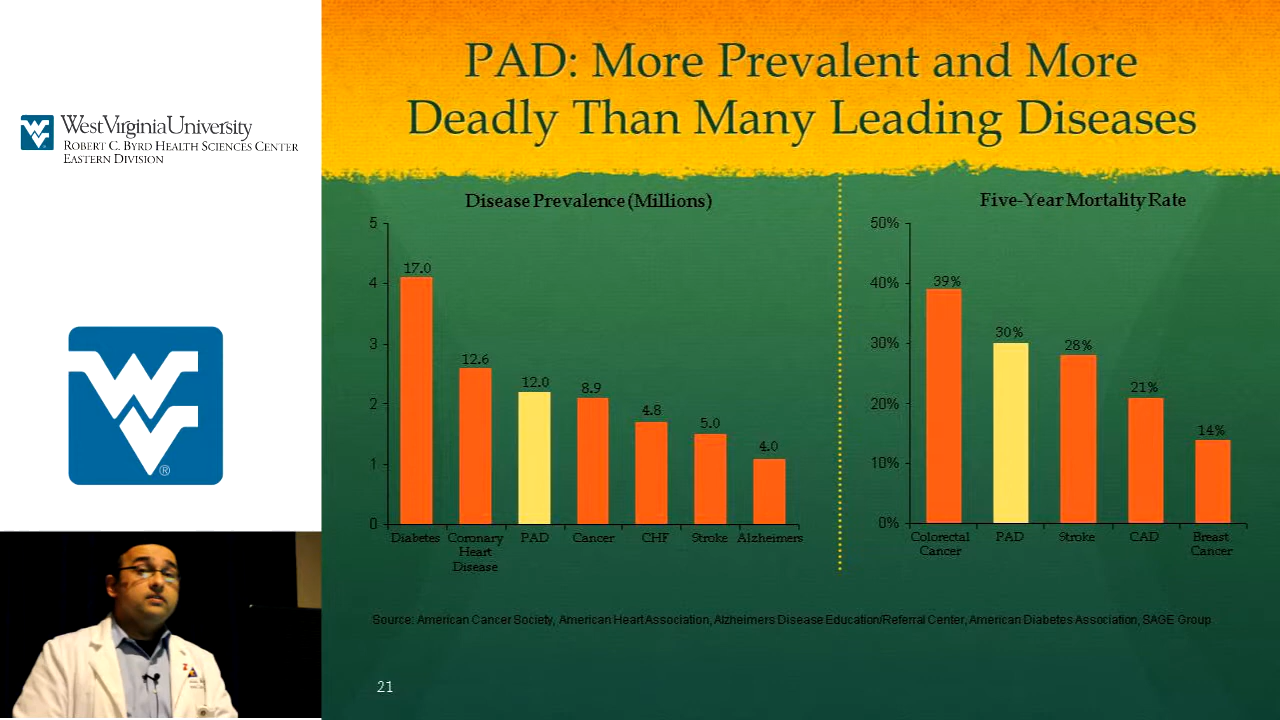 West Virginia University
ROBERT C. BYRD HEALTH SCIENCES CENTER
EASTERN DIVISION
WV
®
PAD: More Prevalent and More
Deadly Than Many Leading Diseases
Disease Prevalence (Millions)
5
4
3
2
1
0
17.0
12.6
12.0
8.9
4.8
5.0
4.0
Diabetes
Coronary
Heart
Disease
PAD
Cancer
CHF
Stroke
Alzheimers
Five-Year Mortality Rate
50%
40%
30%
20%
10%
0%
39%
30%
28%
21%
14%
Colorectal
Cancer
PAD
Stroke
CAD
Breast
Cancer
Source: American Cancer Society, American Heart Association, Alzheimers Disease Education/Referral Center, American Diabetes Association, SAGE Group
21